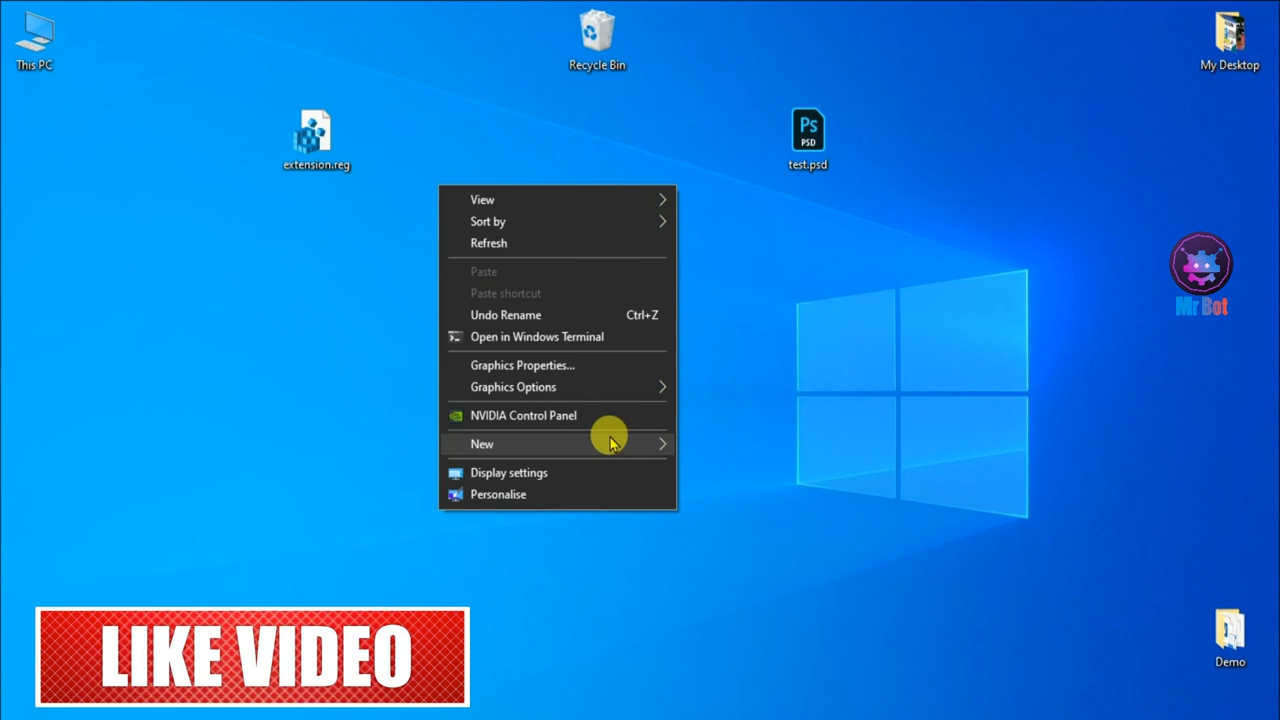 This PC
Recycle Bin
My Desktop
extension.reg
Ps
PSD
test.psd
View
Sort by
Refresh
Paste
Paste shortcut
Undo Rename Ctrl+Z
Open in Windows Terminal
Graphics Properties...
Graphics Options
NVIDIA Control Panel
New
Display settings
Personalise
Mr Bot
LIKE VIDEO
Demo